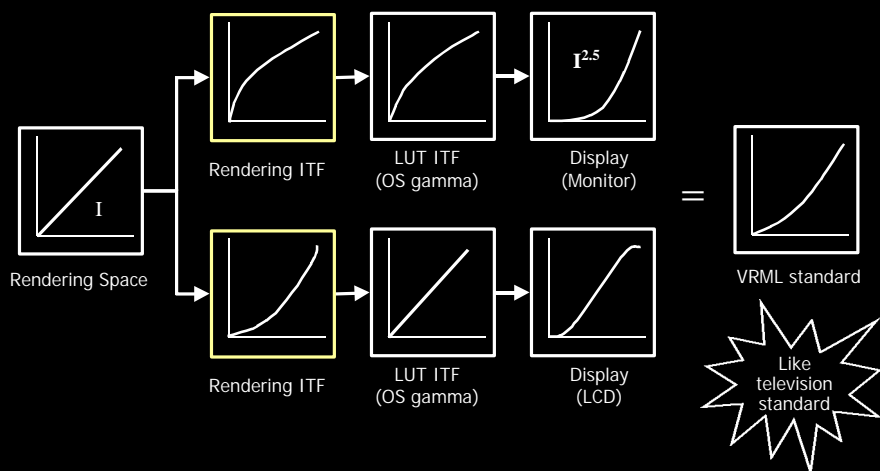 I
Rendering Space
Rendering ITF
LUT ITF
(OS gamma)
I^2.5
Display
(Monitor)
Rendering ITF
LUT ITF
(OS gamma)
Display
(LCD)
=
VRML standard
Like
television
standard